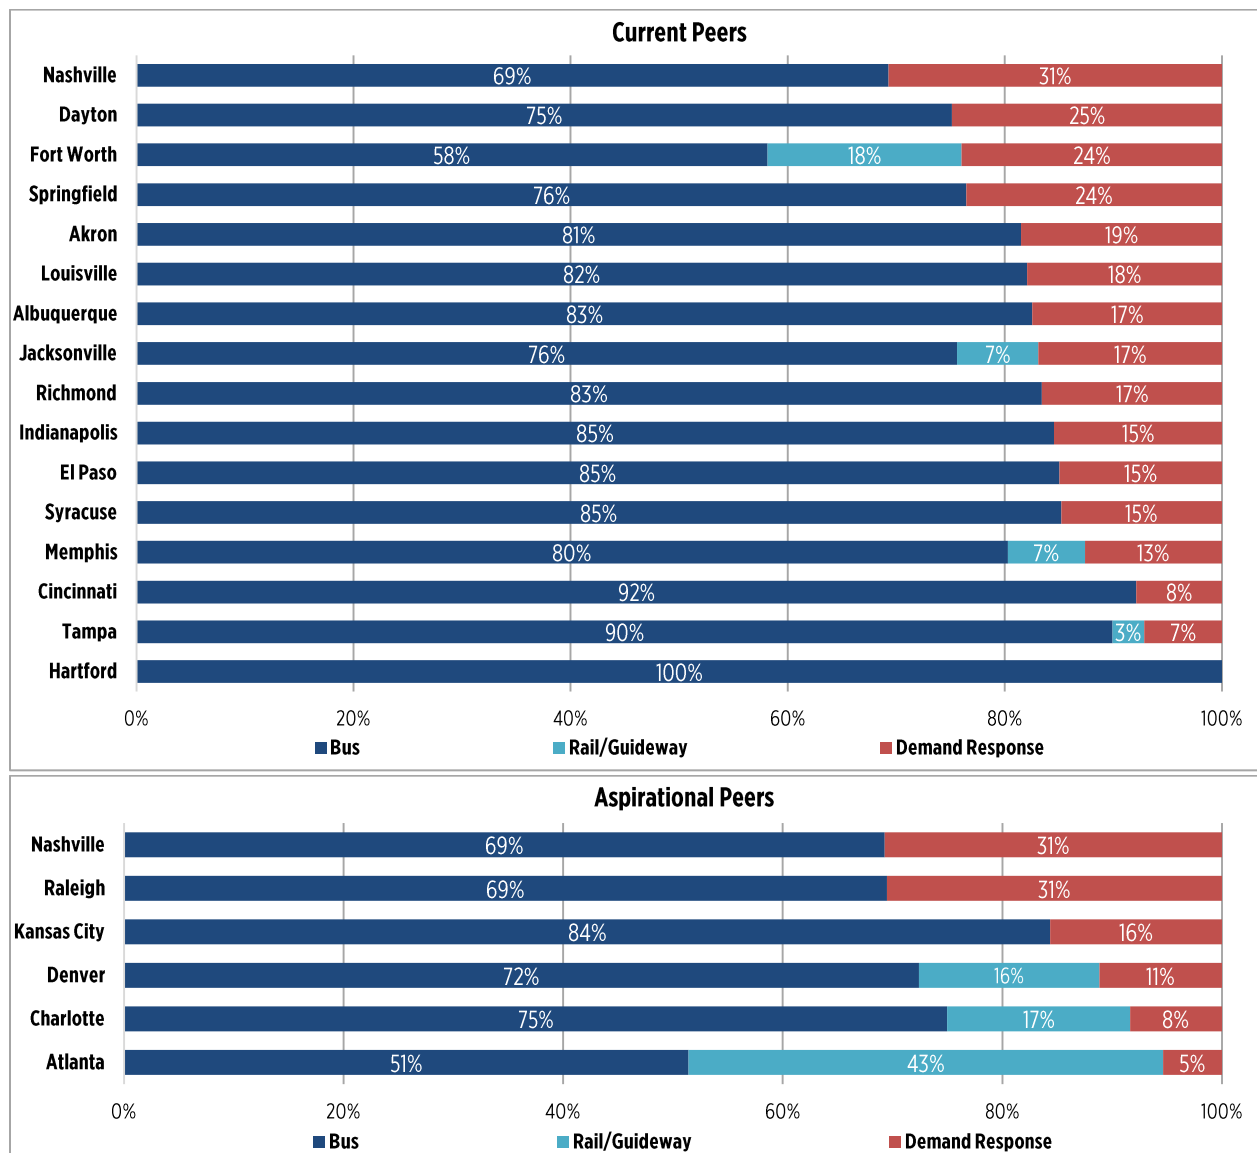 Current Peers
Nashville 69% 31%
Dayton 75% 25%
Fort Worth 58% 18% 24%
Springfield 76% 24%
Akron 81% 19%
Louisville 82% 18%
Albuquerque 83% 17%
Jacksonville 76% 7% 17%
Richmond 83% 17%
Indianapolis 85% 15%
El Paso 85% 15%
Syracuse 85% 15%
Memphis 80% 7% 13%
Cincinnati 92% 8%
Tampa 90% 3% 7%
Hartford 100%
0% 20% 40% 60% 80% 100%
Bus Rail/Guideway Demand Response
Aspirational Peers
Nashville 69% 31%
Raleigh 69% 31%
Kansas City 84% 16%
Denver 72% 16% 11%
Charlotte 75% 17% 8%
Atlanta 51% 43% 5%
0% 20% 40% 60% 80% 100%
Bus Rail/Guideway Demand Response